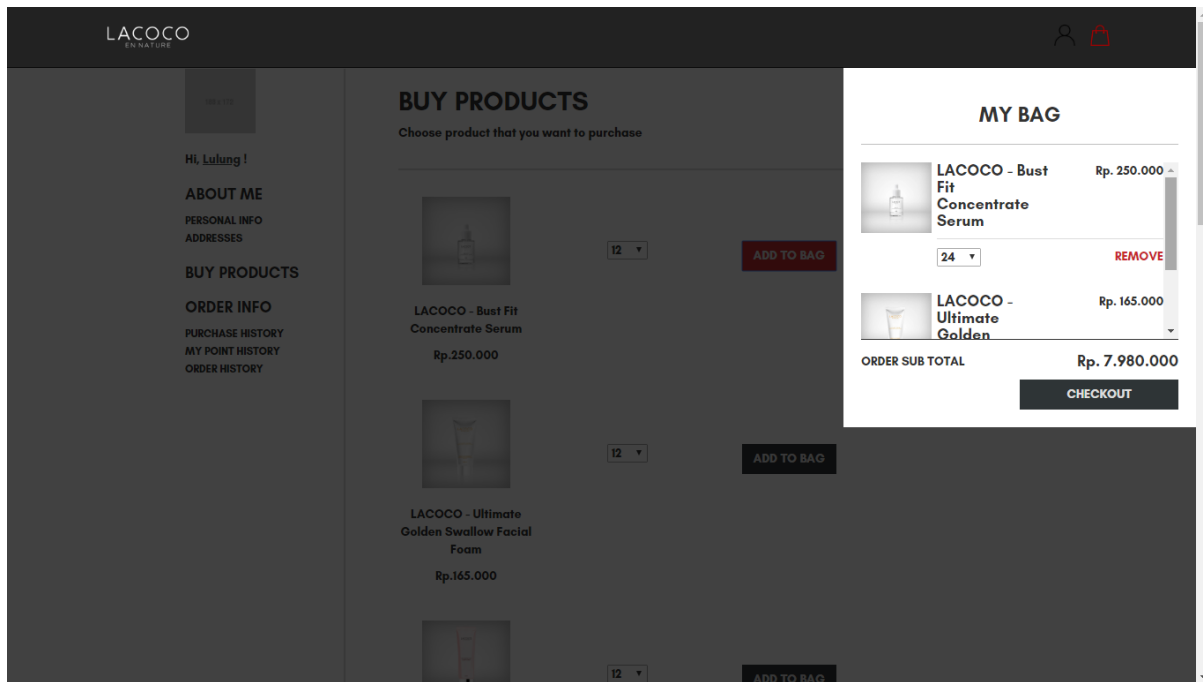 LACOCO
EN NATURE
Hi, Lulung !
ABOUT ME
PERSONAL INFO
ADDRESSES
BUY PRODUCTS
ORDER INFO
PURCHASE HISTORY
MY POINT HISTORY
ORDER HISTORY
BUY PRODUCTS
Choose product that you want to purchase
12
ADD TO BAG
LACOCO - Bust Fit
Concentrate Serum
Rp.250.000
12
ADD TO BAG
LACOCO - Ultimate
Golden Swallow Facial
Foam
Rp.165.000
12
ADD TO BAG
MY BAG
LACOCO - Bust
Fit
Concentrate
Serum
Rp. 250.000
24
REMOVE
LACOCO -
Ultimate
Golden
Rp. 165.000
ORDER SUB TOTAL
Rp. 7.980.000
CHECKOUT